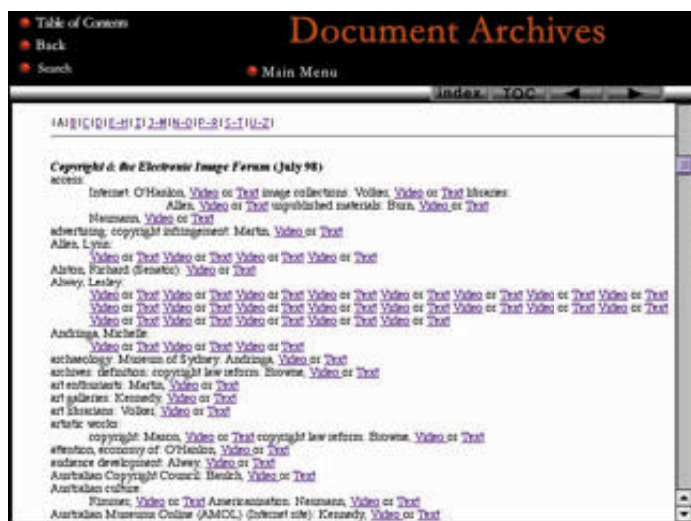 Table of Contents
Back
Search
Document Archives
Main Menu
index TOC
|A|B|C|D|E-H|I|J-M|N-O|P-R|S-T|U-Z|
Copyright & the Electronic Image Forum (July 98)
access:
Internet: O'Hanlon, Video or Text image collections: Volker, Video or Text libraries:
Allen, Video or Text unpublished materials: Burn, Video or Text
Neumann, Video or Text
advertising: copyright infringement: Martin, Video or Text
Allen, Lynn:
Video or Text Video or Text Video or Text Video or Text
Alston, Richard (Senator): Video or Text
Alway, Lesley:
Video or Text Video or Text Video or Text Video or Text Video or Text Video or Text Video or Text Video or Text
Video or Text Video or Text Video or Text Video or Text Video or Text Video or Text Video or Text Video or Text
Video or Text Video or Text Video or Text Video or Text Video or Text
Andringa, Michelle:
Video or Text Video or Text Video or Text
archaeology: Museum of Sydney: Andringa, Video or Text
archives: definition: copyright law reform: Browne, Video or Text
art enthusiasts: Martin, Video or Text
art galleries: Kennedy, Video or Text
art librarians: Volker, Video or Text
artistic works:
copyright: Mason, Video or Text copyright law reform: Browne, Video or Text
attention, economy of: O'Hanlon, Video or Text
audience development: Alway, Video or Text
Australian Copyright Council: Baulch, Video or Text
Australian culture:
Rimmer, Video or Text Americanisation: Neumann, Video or Text
Australian Museums Online (AMOL) (Internet site): Kennedy, Video or Text